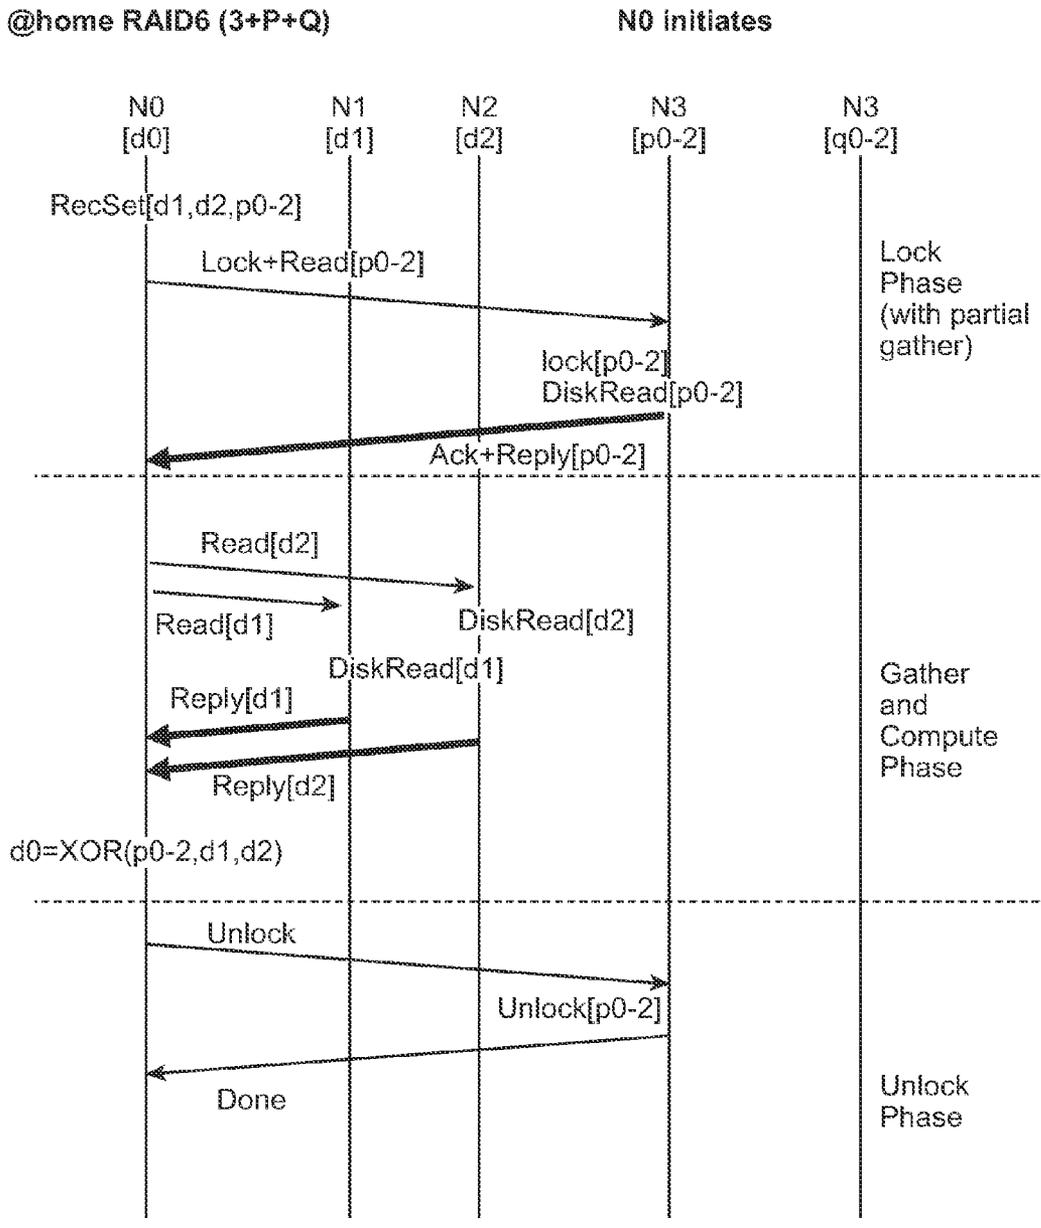 @home RAID6 (3+P+Q)
N0 initiates
N0
[d0]
N1
[d1]
N2
[d2]
N3
[p0-2]
N3
[q0-2]
RecSet[d1,d2,p0-2]
Lock+Read[p0-2]
Lock
Phase
(with partial
gather)
lock[p0-2]
DiskRead[p0-2]
Ack+Reply[p0-2]
Read[d2]
Read[d1]
DiskRead[d2]
DiskRead[d1]
Reply[d1]
Reply[d2]
Gather
and
Compute
Phase
d0=XOR(p0-2,d1,d2)
Unlock
Unlock[p0-2]
Done
Unlock
Phase